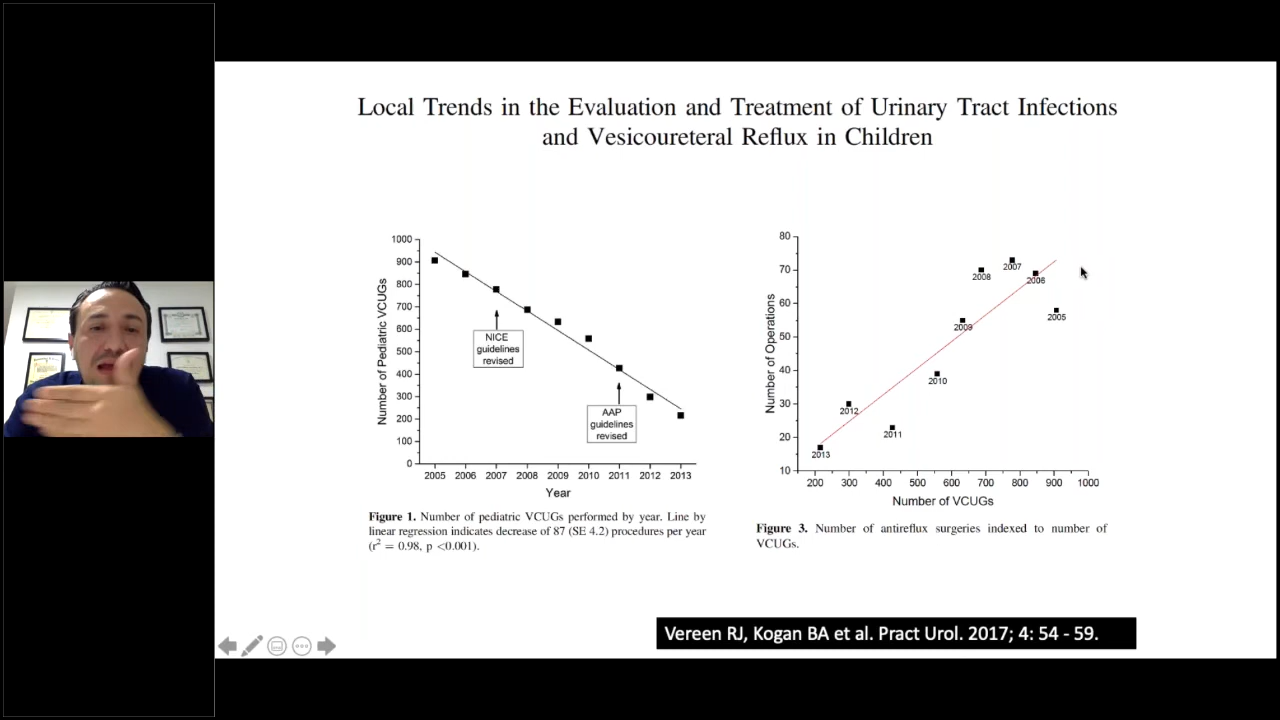 Local Trends in the Evaluation and Treatment of Urinary Tract Infections
and Vesicoureteral Reflux in Children
Number of Pediatric VCUGs
1000
900
800
700
600
500
400
300
200
100
0
NICE
guidelines
revised
AAP
guidelines
revised
2005 2006 2007 2008 2009 2010 2011 2012 2013
Year
Figure 1. Number of pediatric VCUGs performed by year. Line by
linear regression indicates decrease of 87 (SE 4.2) procedures per year
(r2 = 0.98, p <0.001).
Number of Operations
80
70
60
50
40
30
20
10
2007
2008
2006
2005
2009
2010
2012
2011
2013
200 300 400 500 600 700 800 900 1000
Number of VCUGs
Figure 3. Number of antireflux surgeries indexed to number of
VCUGs.
Vereen RJ, Kogan BA et al. Pract Urol. 2017; 4: 54 - 59.